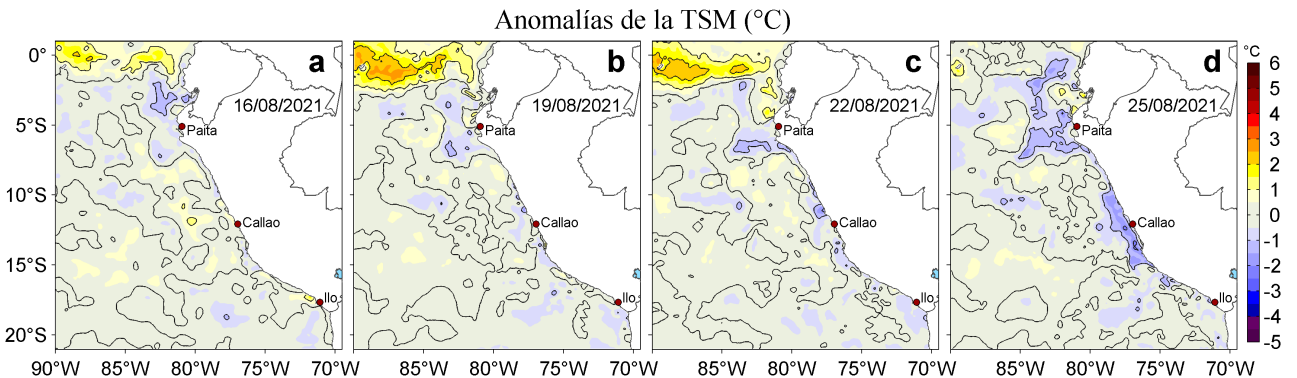 Anomalías de la TSM (°C)
a
16/08/2021
Paita
Callao
Ilo
b
19/08/2021
Paita
Callao
Ilo
c
22/08/2021
Paita
Callao
Ilo
d
25/08/2021
Paita
Callao
Ilo
0°
5°S
10°S
15°S
20°S
90°W 85°W 80°W 75°W 70°W
85°W 80°W 75°W 70°W
85°W 80°W 75°W 70°W
85°W 80°W 75°W 70°W
°C
6
5
4
3
2
1
0
-1
-2
-3
-4
-5